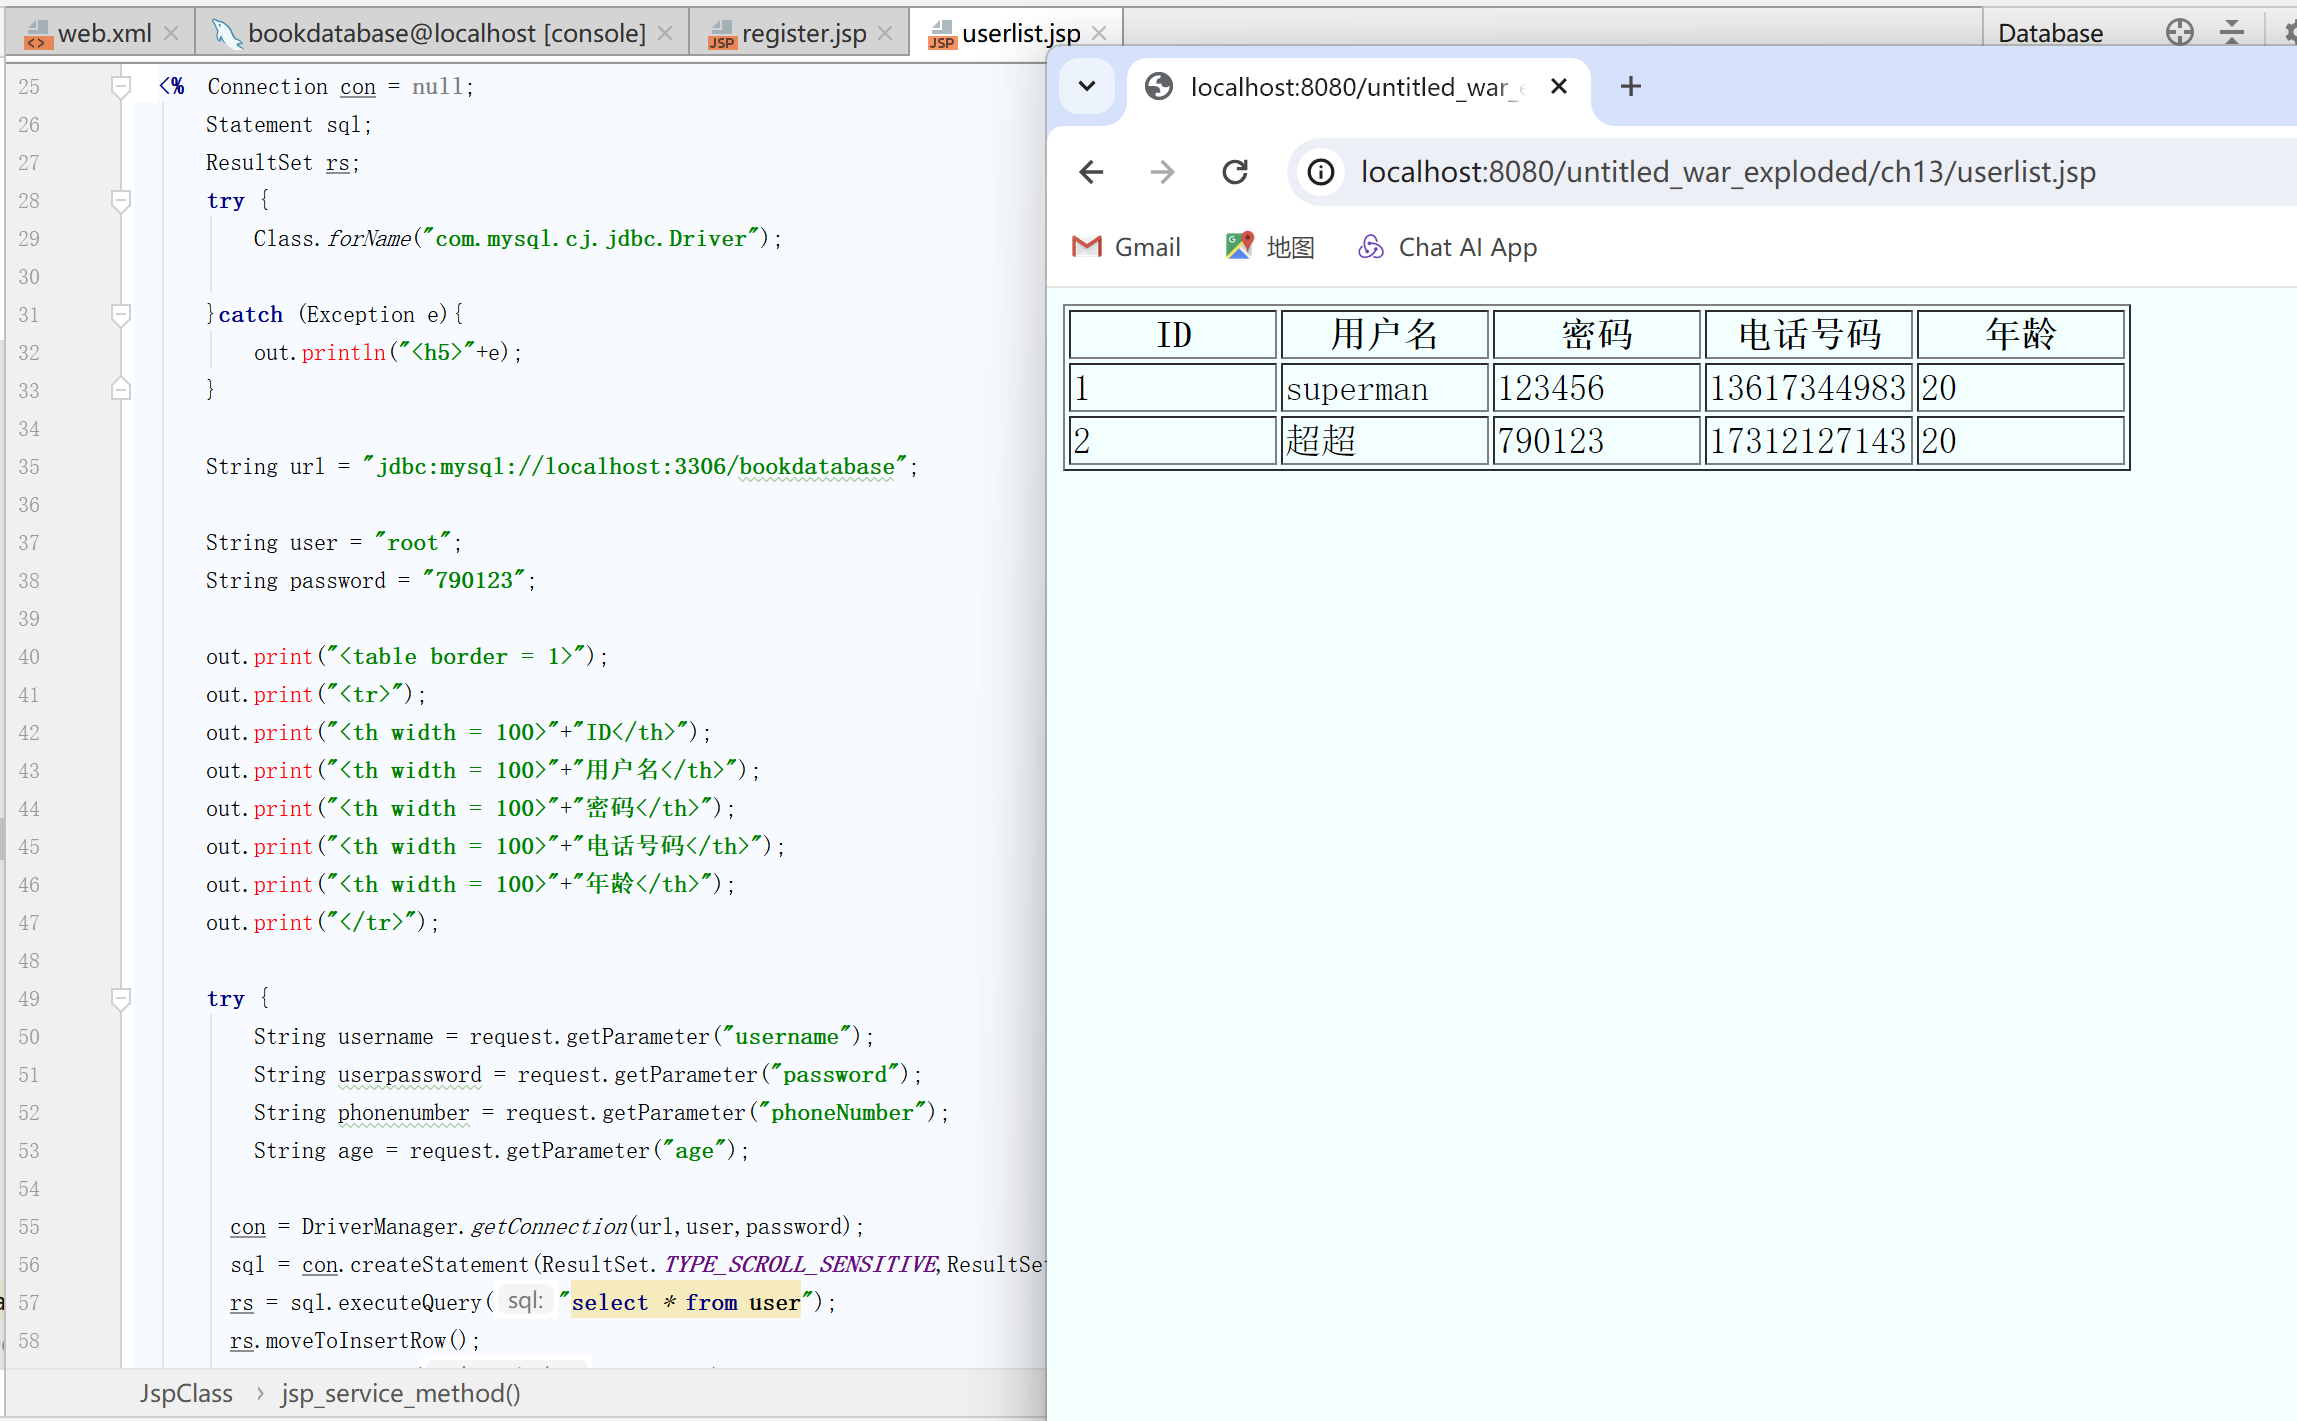 web.xml
bookdatabase@localhost [console]
register.jsp
userlist.jsp
Database
25 <% Connection con = null;
26 Statement sql;
27 ResultSet rs;
28 try {
29 Class.forName("com.mysql.cj.jdbc.Driver");
30
31 }catch (Exception e){
32 out.println("<h5>"+e);
33 }
34
35 String url = "jdbc:mysql://localhost:3306/bookdatabase";
36
37 String user = "root";
38 String password = "790123";
39
40 out.print("<table border = 1>");
41 out.print("<tr>");
42 out.print("<th width = 100>"+"ID</th>");
43 out.print("<th width = 100>"+"用户名</th>");
44 out.print("<th width = 100>"+"密码</th>");
45 out.print("<th width = 100>"+"电话号码</th>");
46 out.print("<th width = 100>"+"年龄</th>");
47 out.print("</tr>");
48
49 try {
50 String username = request.getParameter("username");
51 String userpassword = request.getParameter("password");
52 String phonenumber = request.getParameter("phoneNumber");
53 String age = request.getParameter("age");
54
55 con = DriverManager.getConnection(url,user,password);
56 sql = con.createStatement(ResultSet.TYPE_SCROLL_SENSITIVE,ResultSe
57 rs = sql.executeQuery( sql: "select * from user");
58 rs.moveToInsertRow();
JspClass › jsp_service_method()
localhost:8080/untitled_war_e
localhost:8080/untitled_war_exploded/ch13/userlist.jsp
Gmail 地图 Chat AI App
ID 用户名 密码 电话号码 年龄
1 superman 123456 13617344983 20
2 超超 790123 17312127143 20